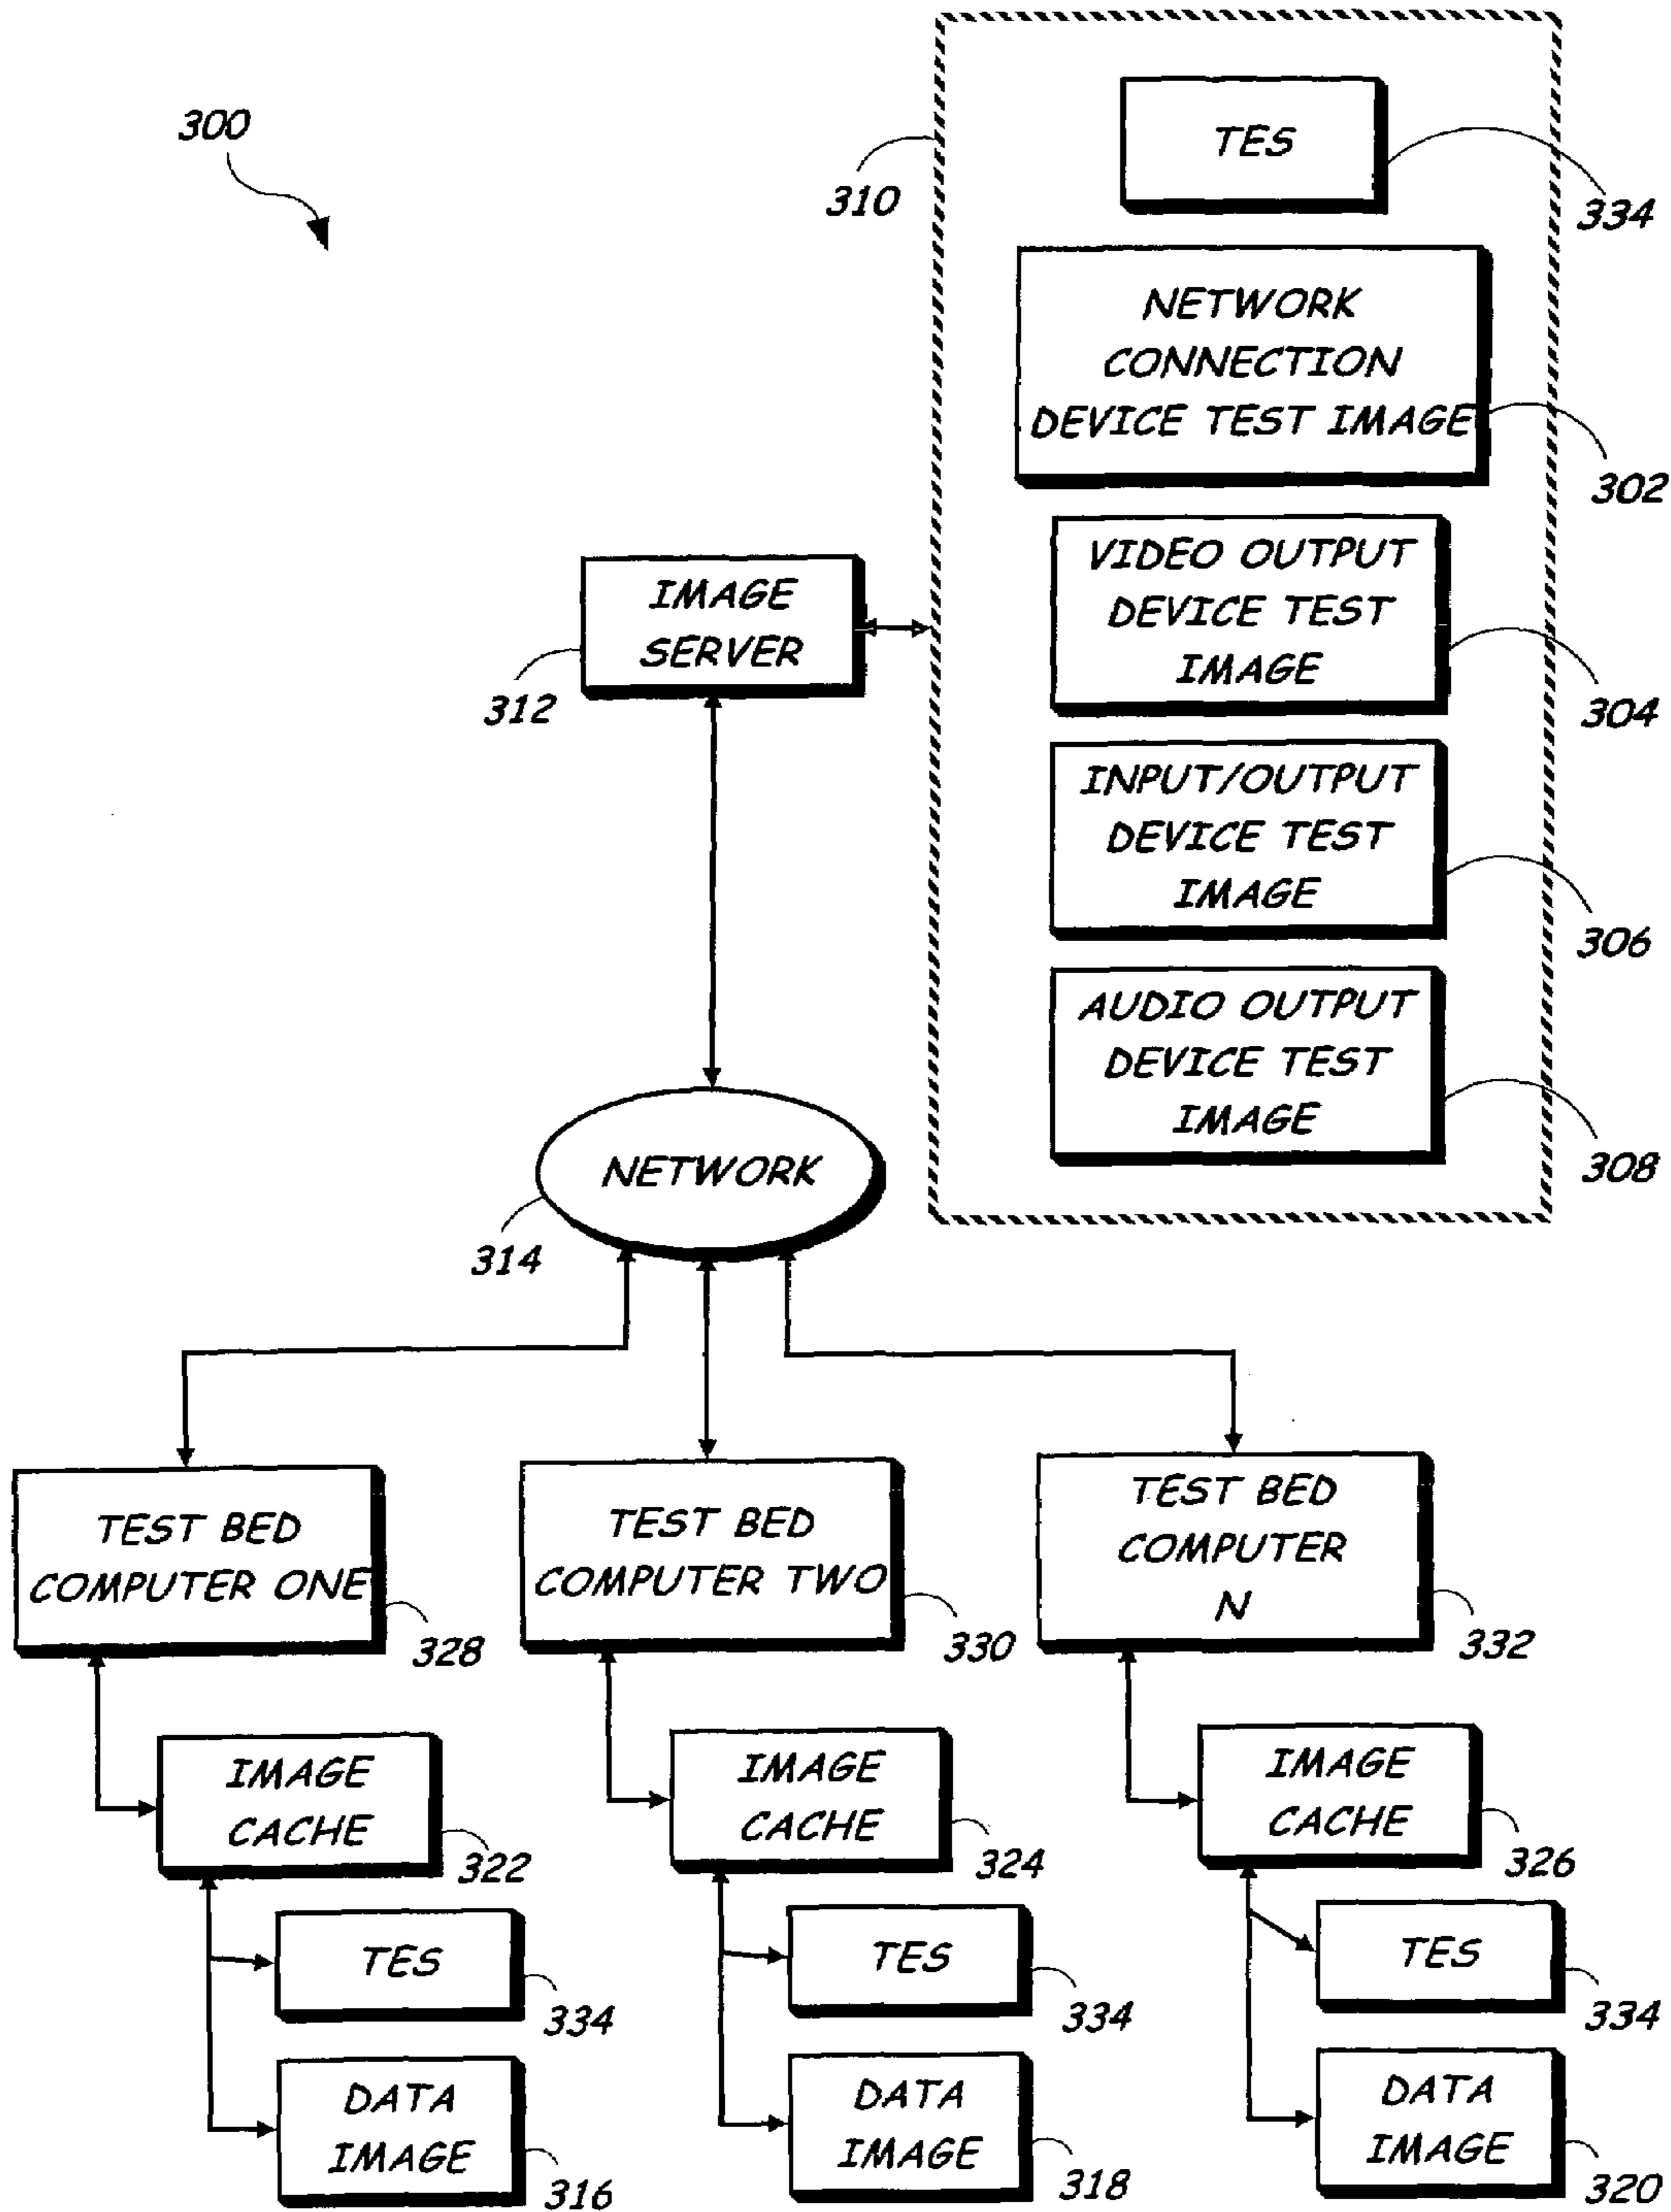 300
310
TES
334
NETWORK
CONNECTION
DEVICE TEST IMAGE
302
VIDEO OUTPUT
DEVICE TEST
IMAGE
304
IMAGE
SERVER
312
INPUT/OUTPUT
DEVICE TEST
IMAGE
306
AUDIO OUTPUT
DEVICE TEST
IMAGE
308
NETWORK
314
TEST BED
COMPUTER ONE
328
TEST BED
COMPUTER TWO
330
TEST BED
COMPUTER
N
332
IMAGE
CACHE
322
IMAGE
CACHE
324
IMAGE
CACHE
326
TES
334
TES
334
TES
334
DATA
IMAGE
316
DATA
IMAGE
318
DATA
IMAGE
320